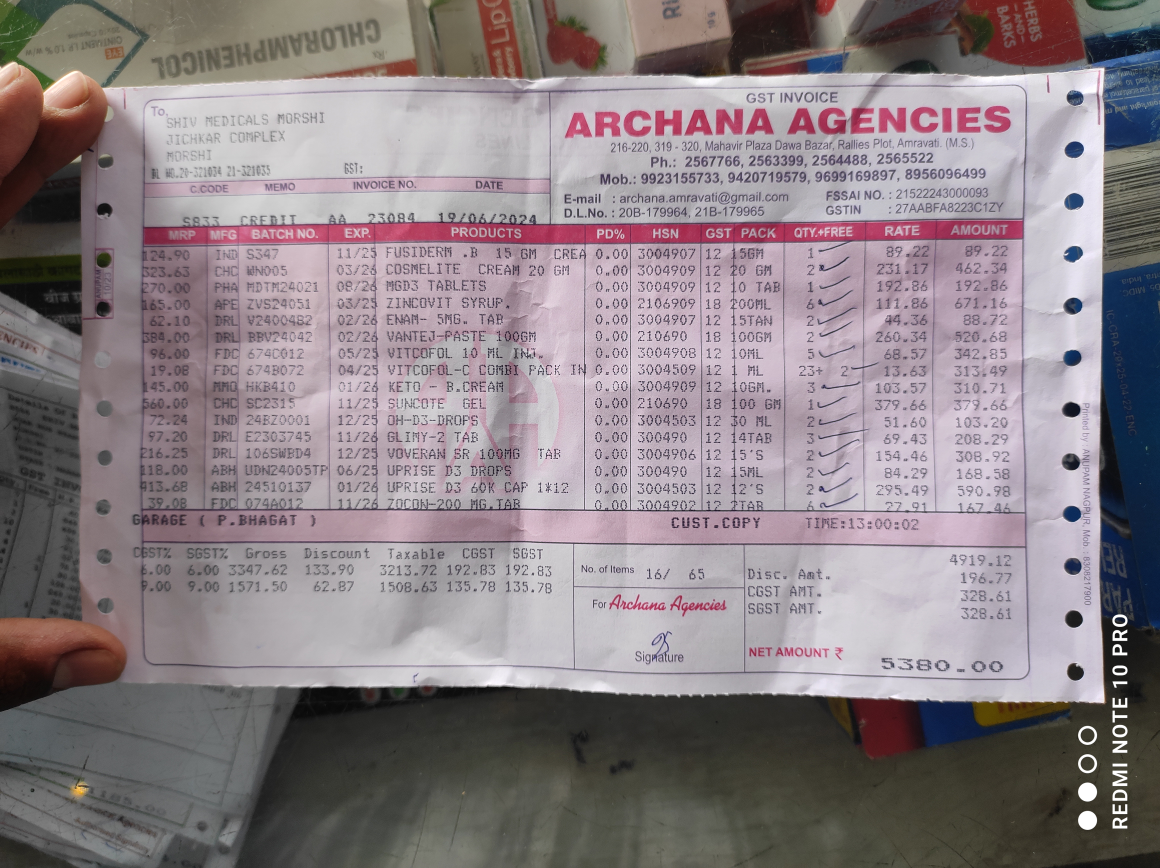 CHLORAMPHENICOL
HERBS
—AND—
BARKS
To,
SHIV MEDICALS MORSHI
JICHKAR COMPLEX
MORSHI
DL NO.20-321034 21-321035 GST:
C.CODE MEMO INVOICE NO. DATE
S833 CREDIT AA 23084 19/06/2024
GST INVOICE
ARCHANA AGENCIES
216-220, 319 - 320, Mahavir Plaza Dawa Bazar, Rallies Plot, Amravati. (M.S.)
Ph.: 2567766, 2563399, 2564488, 2565522
Mob.: 9923155733, 9420719579, 9699169897, 8956096499
E-mail : archana.amravati@gmail.com FSSAI NO. : 21522243000093
D.L.No. : 20B-179964, 21B-179965 GSTIN : 27AABFA8223C1ZY
MRP MFG BATCH NO. EXP. PRODUCTS PD% HSN GST PACK QTY.+FREE RATE AMOUNT
124.90 IND S347 11/25 FUSIDERM .B 15 GM CREA 0.00 3004907 12 15GM 1 89.22 89.22
323.63 CHC WN005 03/26 COSMELITE CREAM 20 GM 0.00 3004909 12 20 GM 2 231.17 462.34
270.00 PHA MDTM24021 08/26 MGD3 TABLETS 0.00 3004909 12 10 TAB 1 192.86 192.86
165.00 APE ZVS24051 03/25 ZINCOVIT SYRUP. 0.00 2106909 18 200ML 6 111.86 671.16
62.10 DRL V2400482 02/26 ENAM- 5MG. TAB 0.00 3004909 12 15TAN 2 44.36 88.72
384.00 DRL BBV24042 02/26 VANTEJ-PASTE 100GM 0.00 210690 18 100GM 2 260.34 520.68
96.00 FDC 674C012 05/25 VITCOFOL 10 ML INJ. 0.00 3004908 12 10ML 5 68.57 342.85
19.08 FDC 674B072 04/25 VITCOFOL-C COMBI PACK IN 0.00 3004509 12 1 ML 23+ 2 13.63 313.49
145.00 MMO HKB410 01/26 KETO B.CREAM 0.00 3004909 12 10GM. 3 103.57 310.71
560.00 CHC SC2315 11/25 SUNCOTE GEL 0.00 210690 18 100 GM 1 379.66 379.66
72.24 IND 24BZ0001 12/25 OH-D3-DROPS 0.00 3004503 12 30 ML 2 51.60 103.20
97.20 DRL E2303745 11/26 GLIMY-2 TAB 0.00 300490 12 14TAB 3 69.43 208.29
216.25 DRL 106SWBD4 12/25 VOVERAN SR 100MG TAB 0.00 3004906 12 15'S 2 154.46 308.92
118.00 ABH UDN24005TP 06/25 UPRISE D3 DROPS 0.00 300490 12 15ML 2 84.29 168.58
413.68 ABH 24510137 01/26 UPRISE D3 60K CAP 1*12 0.00 3004503 12 12'S 2 295.49 590.98
39.08 FDC 074A012 11/26 ZOCON-200 MG.TAB 0.00 3004902 12 2TAB 6 27.91 167.46
GARAGE ( P.BHAGAT ) CUST.COPY TIME:13:00:02
CGST% SGST% Gross Discount Taxable CGST SGST
6.00 6.00 3347.62 133.90 3213.72 192.83 192.83
9.00 9.00 1571.50 62.87 1508.63 135.78 135.78
No. of Items 16/ 65
For Archana Agencies
Signature
4919.12
Disc. Amt. 196.77
CGST AMT. 328.61
SGST AMT. 328.61
NET AMOUNT ₹ 5380.00
Printed by : ANUPAM NAGPUR, Mob.: 6306217900
REDMI NOTE 10 PRO